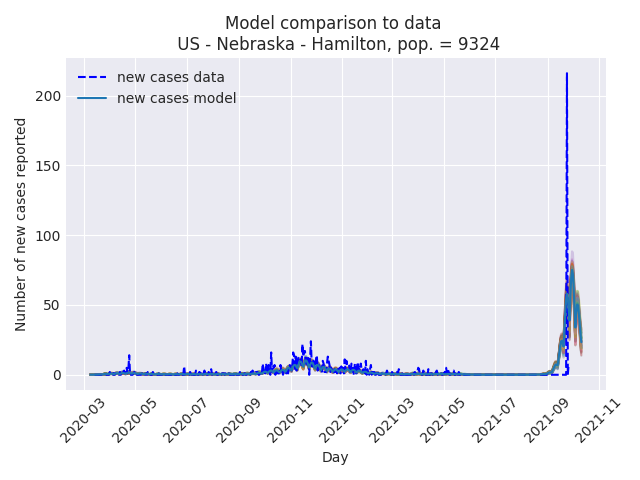 Model comparison to data
US - Nebraska - Hamilton, pop. = 9324
new cases data
new cases model
Number of new cases reported
200
150
100
50
0
2020-03
2020-05
2020-07
2020-09
2020-11
2021-01
2021-03
2021-05
2021-07
2021-09
2021-11
Day